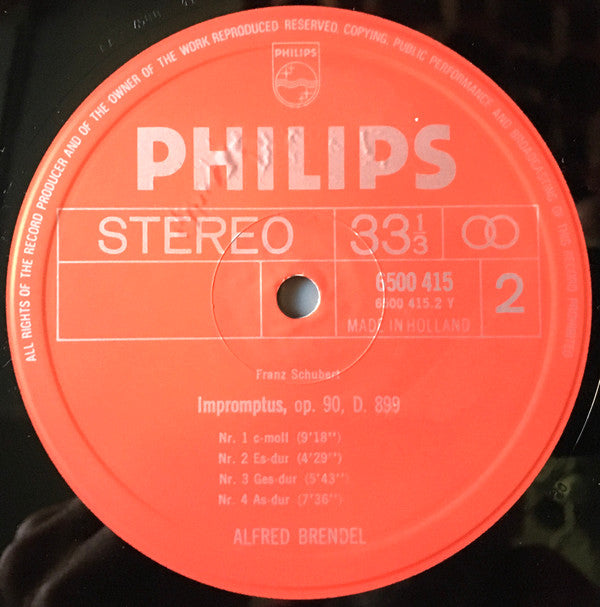 ALL RIGHTS OF THE RECORD PRODUCER AND OF THE OWNER OF THE WORK REPRODUCED RESERVED. COPYING, PUBLIC PERFORMANCE AND BROADCASTING OF THIS RECORD PROHIBITED
PHILIPS
PHILIPS
STEREO 33 1/3
6500 415
6500 415.2 Y
2
MADE IN HOLLAND
Franz Schubert
Impromptus, op. 90, D. 899
Nr. 1 c-moll (9'18'')
Nr. 2 Es-dur (4'29'')
Nr. 3 Ges-dur (5'43'')
Nr. 4 As-dur (7'36'')
ALFRED BRENDEL